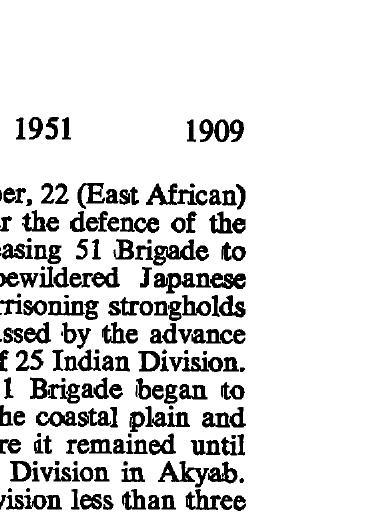 1951 1909
er, 22 (East African)
r the defence of the
easing 51 Brigade to
bewildered Japanese
rrisoning strongholds
ssed by the advance
f 25 Indian Division.
1 Brigade began to
he coastal plain and
re it remained until
Division in Akyab.
vision less than three